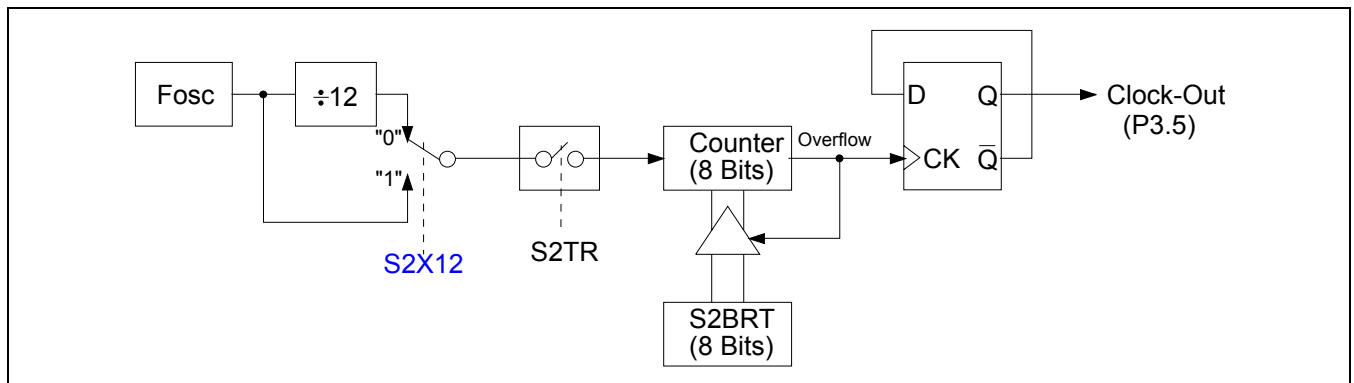 Fosc
÷12
"0"
"1"
S2X12
S2TR
Counter
(8 Bits)
Overflow
S2BRT
(8 Bits)
D
Q
CK
Q̅
Clock-Out
(P3.5)